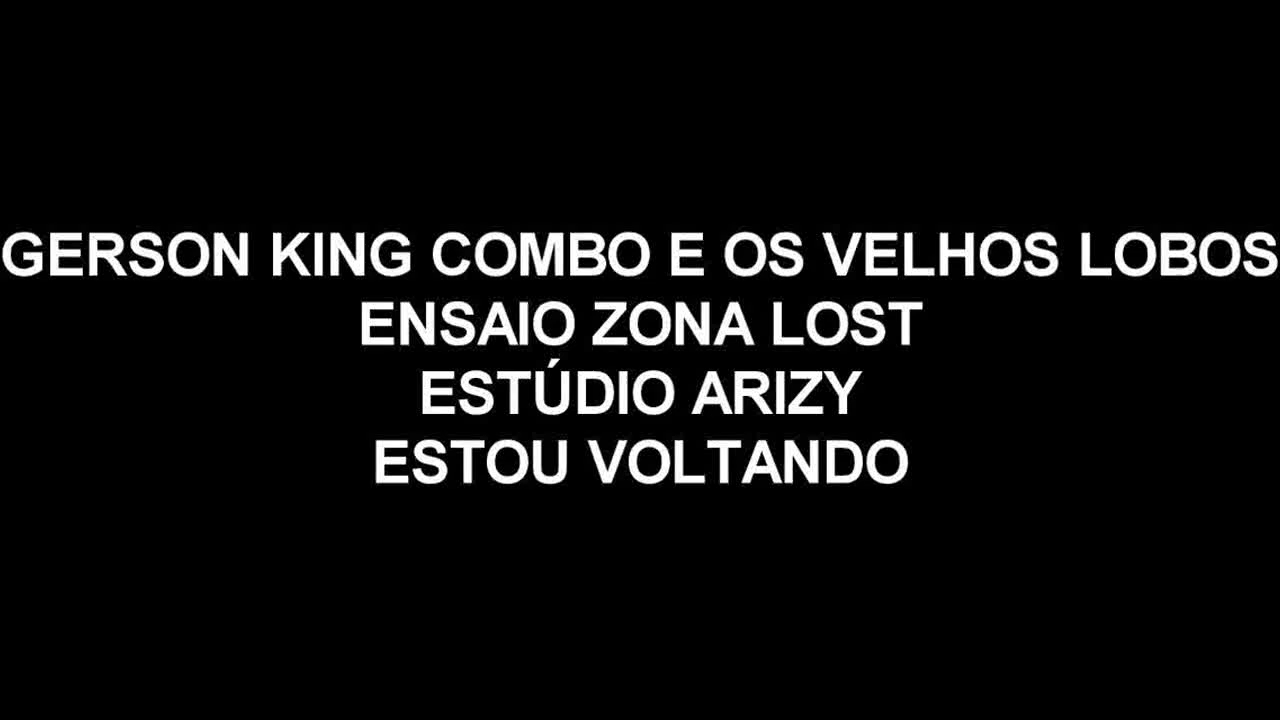 GERSON KING COMBO E OS VELHOS LOBOS
ENSAIO ZONA LOST
ESTÚDIO ARIZY
ESTOU VOLTANDO